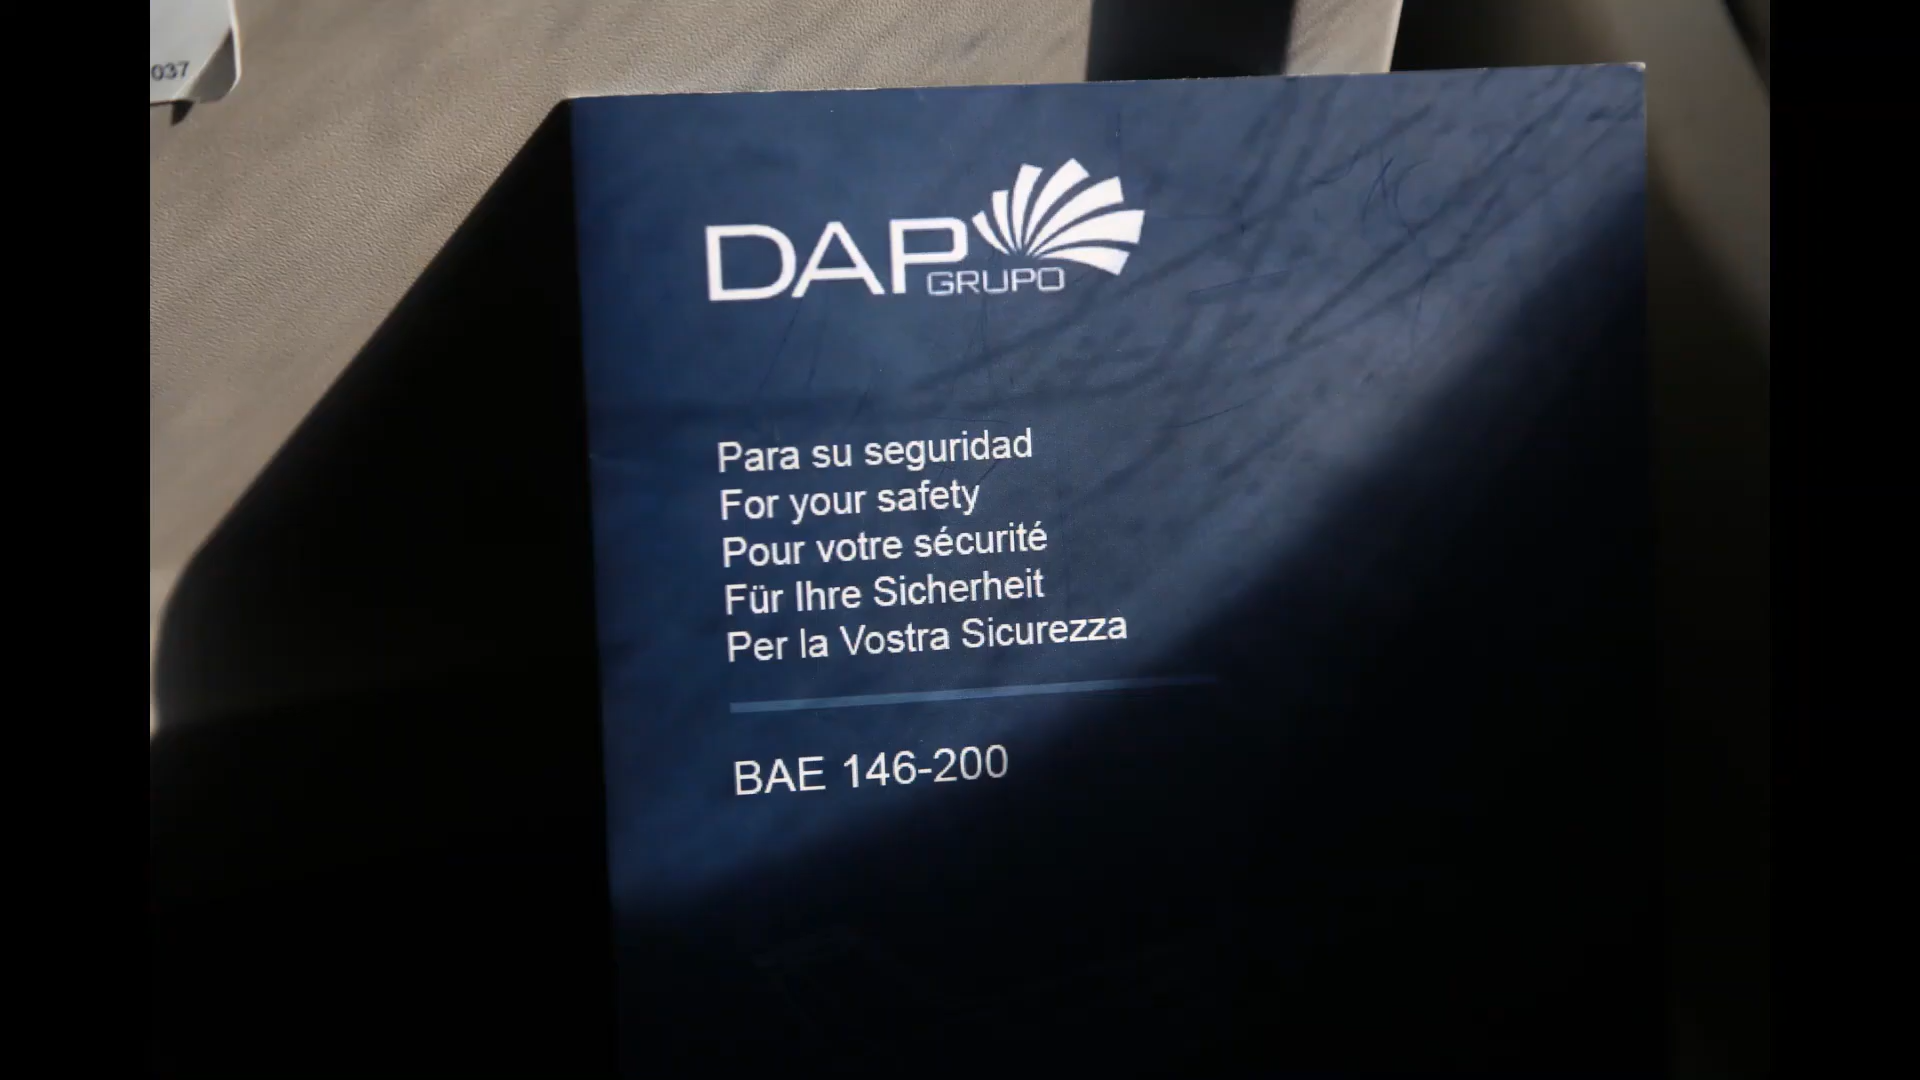 037
DAP
GRUPO
Para su seguridad
For your safety
Pour votre sécurité
Für Ihre Sicherheit
Per la Vostra Sicurezza
BAE 146-200